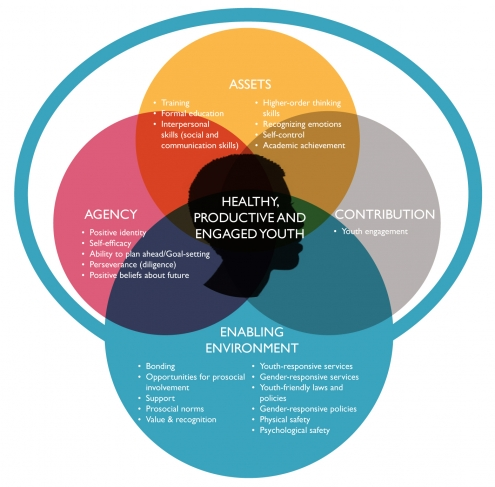 ASSETS
• Training
• Formal education
• Interpersonal
skills (social and
communication skills)
• Higher-order thinking
skills
• Recognizing emotions
• Self-control
• Academic achievement
HEALTHY,
PRODUCTIVE AND
ENGAGED YOUTH
AGENCY
• Positive identity
• Self-efficacy
• Ability to plan ahead/Goal-setting
• Perseverance (diligence)
• Positive beliefs about future
CONTRIBUTION
• Youth engagement
ENABLING
ENVIRONMENT
• Bonding
• Opportunities for prosocial
involvement
• Support
• Prosocial norms
• Value & recognition
• Youth-responsive services
• Gender-responsive services
• Youth-friendly laws and
policies
• Gender-responsive policies
• Physical safety
• Psychological safety